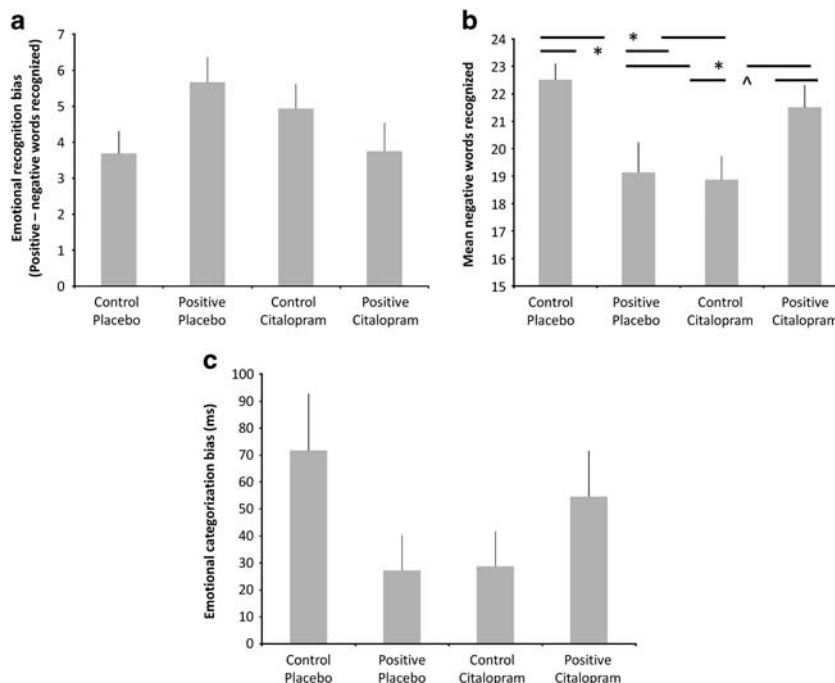 a
Emotional recognition bias
(Positive – negative words recognized)
7
6
5
4
3
2
1
0
Control
Placebo
Positive
Placebo
Control
Citalopram
Positive
Citalopram
b
Mean negative words recognized
24
23
22
21
20
19
18
17
16
15
*
*
*
^
Control
Placebo
Positive
Placebo
Control
Citalopram
Positive
Citalopram
c
Emotional categorization bias (ms)
100
90
80
70
60
50
40
30
20
10
0
Control
Placebo
Positive
Placebo
Control
Citalopram
Positive
Citalopram